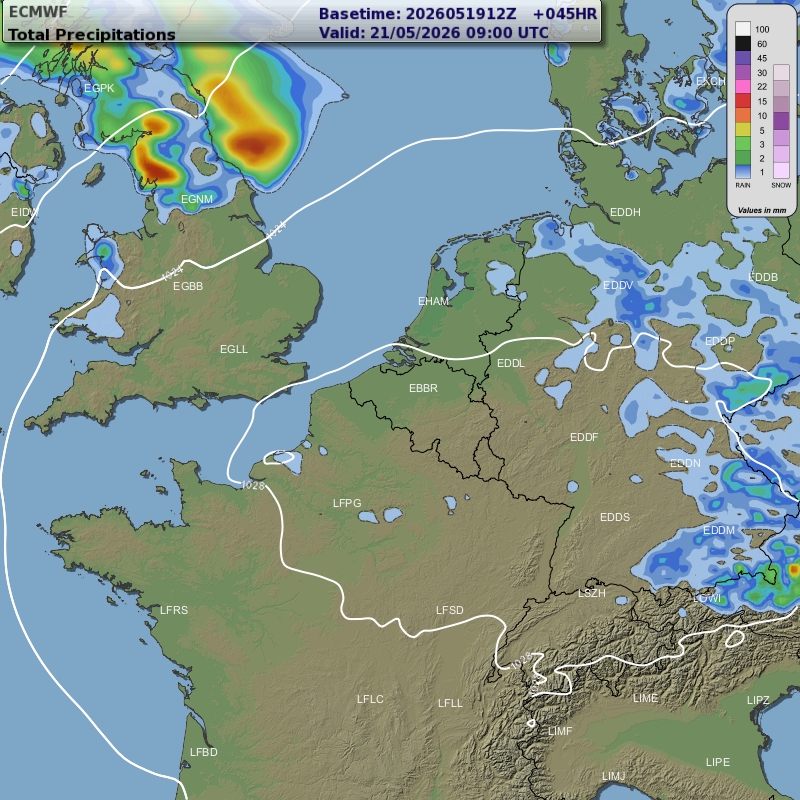 ECMWF
Basetime: 2026051912Z +045HR
Total Precipitations
Valid: 21/05/2026 09:00 UTC
100
60
45
30
22
15
10
5
3
2
1
RAIN SNOW
Values in mm
EKCH
EGPK
EGNM
EIDW
EDDH
1024
1024
EGBB
EDDB
EDDV
EHAM
EGLL
EDDP
EDDL
EBBR
EDDF
EDDN
1028
LFPG
EDDS
EDDM
LSZH
LOWI
LFRS
LFSD
1028
LFLC
LFLL
LIME
LIPZ
LIMF
LFBD
LIPE
LIMJ